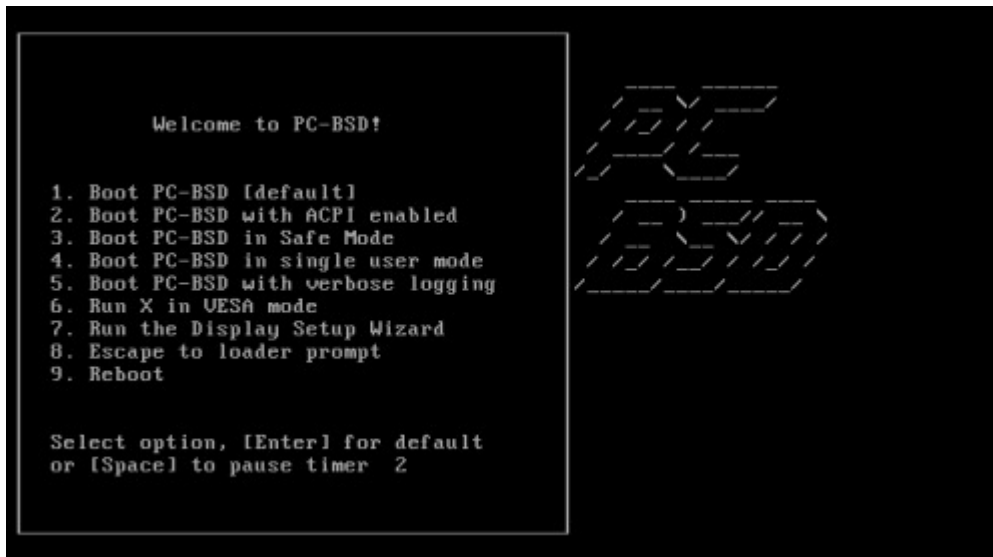 Welcome to PC-BSD!
1. Boot PC-BSD [default]
2. Boot PC-BSD with ACPI enabled
3. Boot PC-BSD in Safe Mode
4. Boot PC-BSD in single user mode
5. Boot PC-BSD with verbose logging
6. Run X in VESA mode
7. Run the Display Setup Wizard
8. Escape to loader prompt
9. Reboot
Select option, [Enter] for default
or [Space] to pause timer 2
PC
BSD